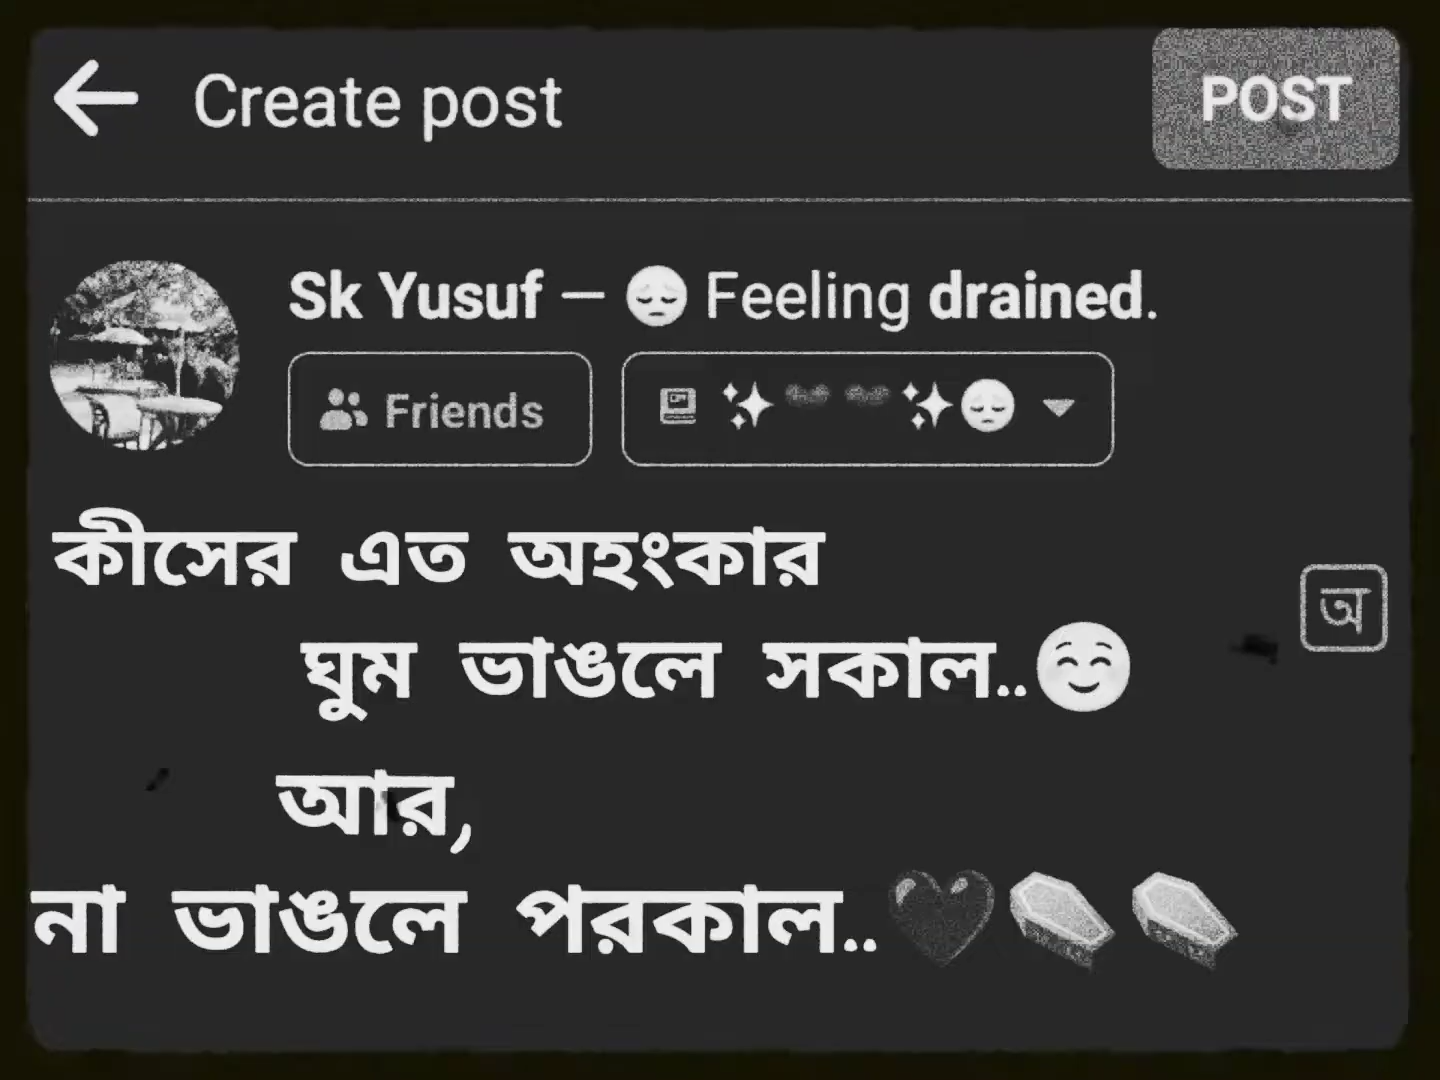 Create post
POST
Sk Yusuf — 😔 Feeling drained.
Friends
✨🕶🕶✨😔
কীসের এত অহংকার
ঘুম ভাঙলে সকাল..😊
অ
আর,
না ভাঙলে পরকাল..🖤⚰️⚰️